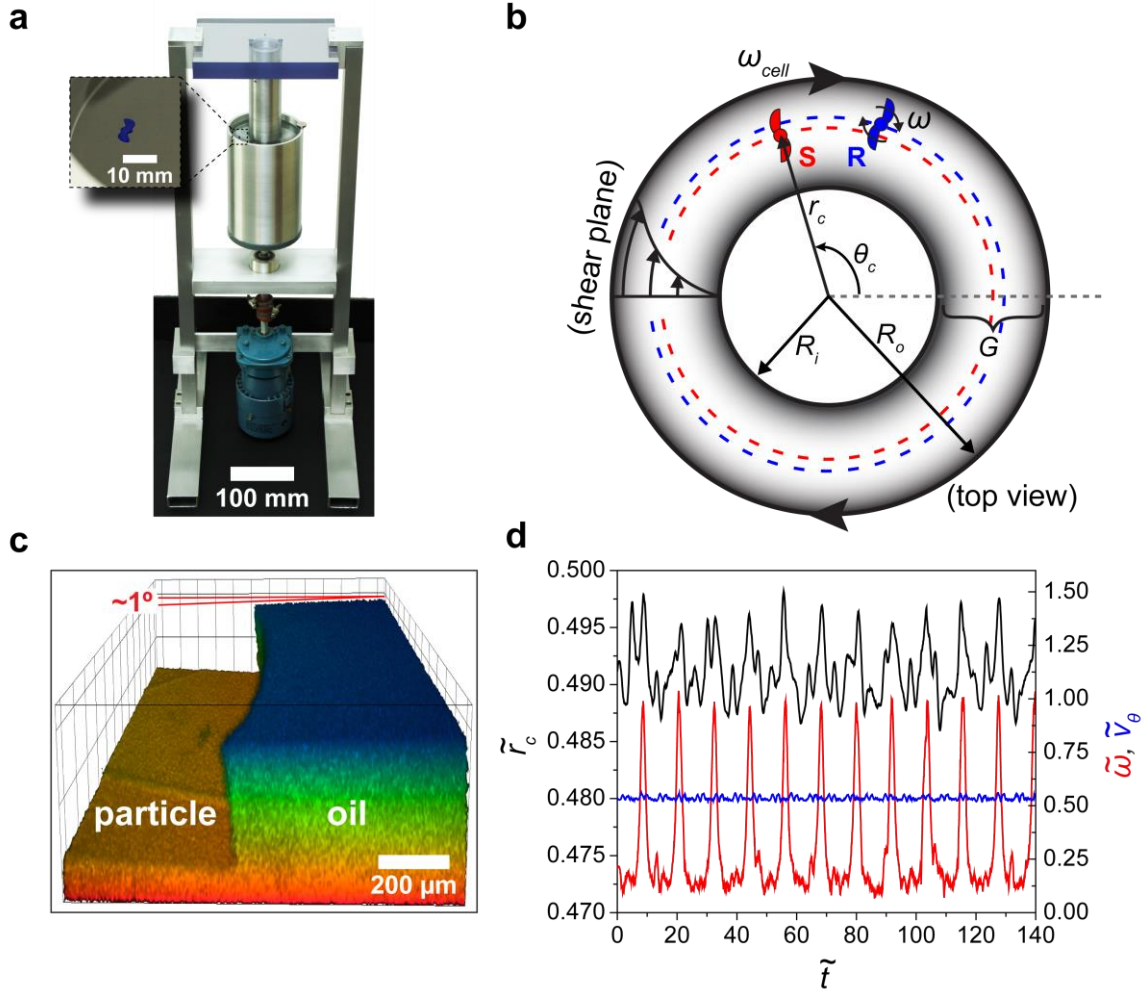 a
10 mm
100 mm
b
ω_cell
ω
S
R
r_c
θ_c
(shear plane)
R_i
R_o
G
(top view)
c
~1º
particle
oil
200 µm
d
0.500
0.495
0.490
0.485
0.480
0.475
0.470
r̃_c
1.50
1.25
1.00
0.75
0.50
0.25
0.00
ω̃, ṽ_θ
0 20 40 60 80 100 120 140
t̃